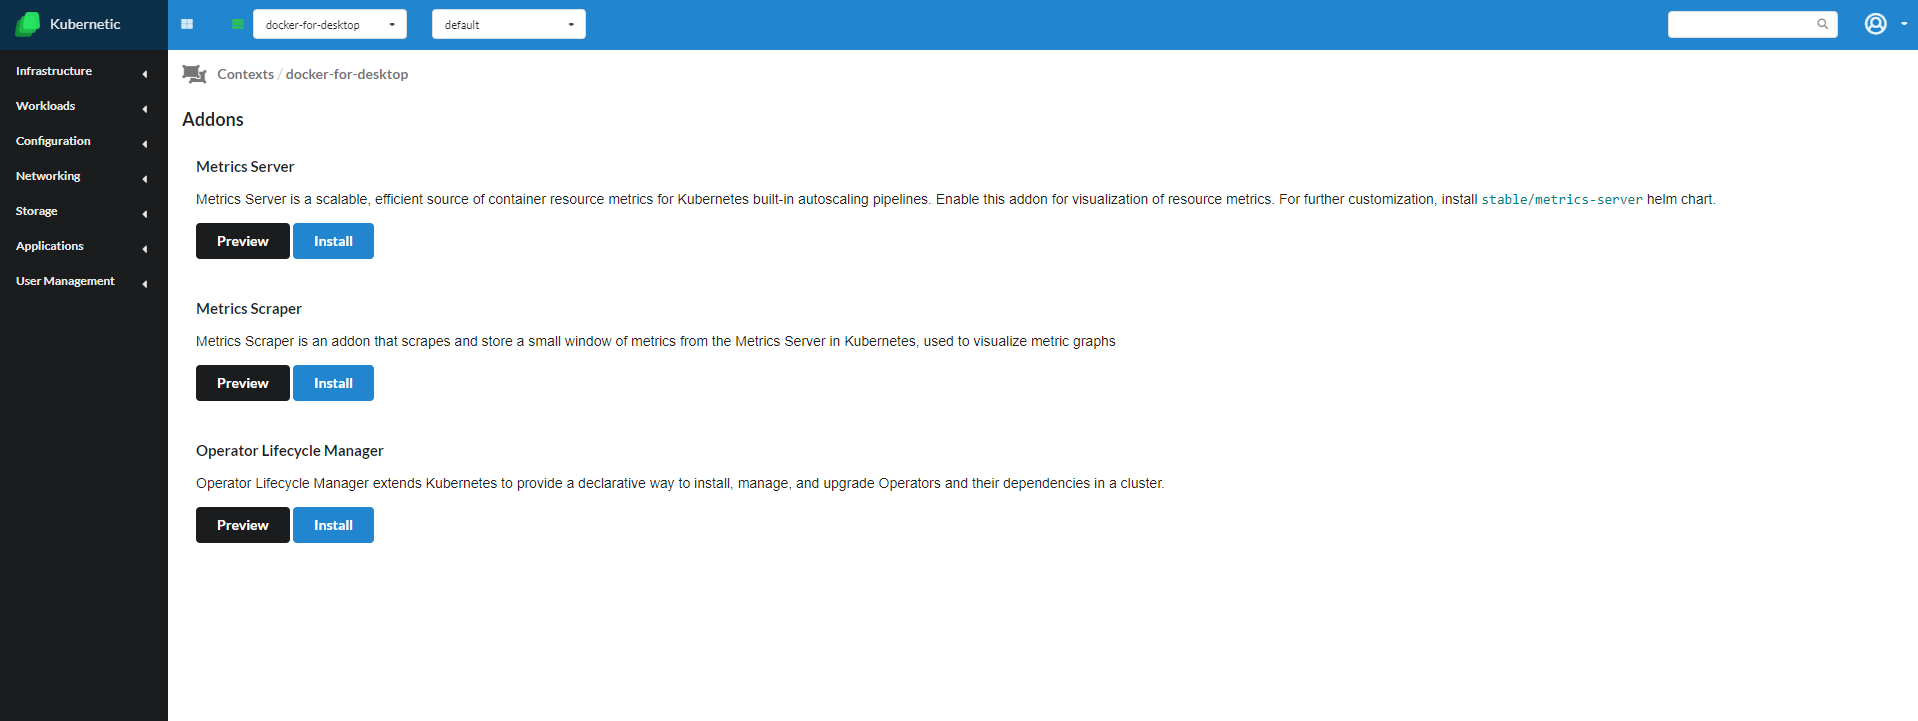 Kubernetic
docker-for-desktop
default
Infrastructure
Workloads
Configuration
Networking
Storage
Applications
User Management
Contexts / docker-for-desktop
Addons
Metrics Server
Metrics Server is a scalable, efficient source of container resource metrics for Kubernetes built-in autoscaling pipelines. Enable this addon for visualization of resource metrics. For further customization, install stable/metrics-server helm chart.
Preview Install
Metrics Scraper
Metrics Scraper is an addon that scrapes and store a small window of metrics from the Metrics Server in Kubernetes, used to visualize metric graphs
Preview Install
Operator Lifecycle Manager
Operator Lifecycle Manager extends Kubernetes to provide a declarative way to install, manage, and upgrade Operators and their dependencies in a cluster.
Preview Install